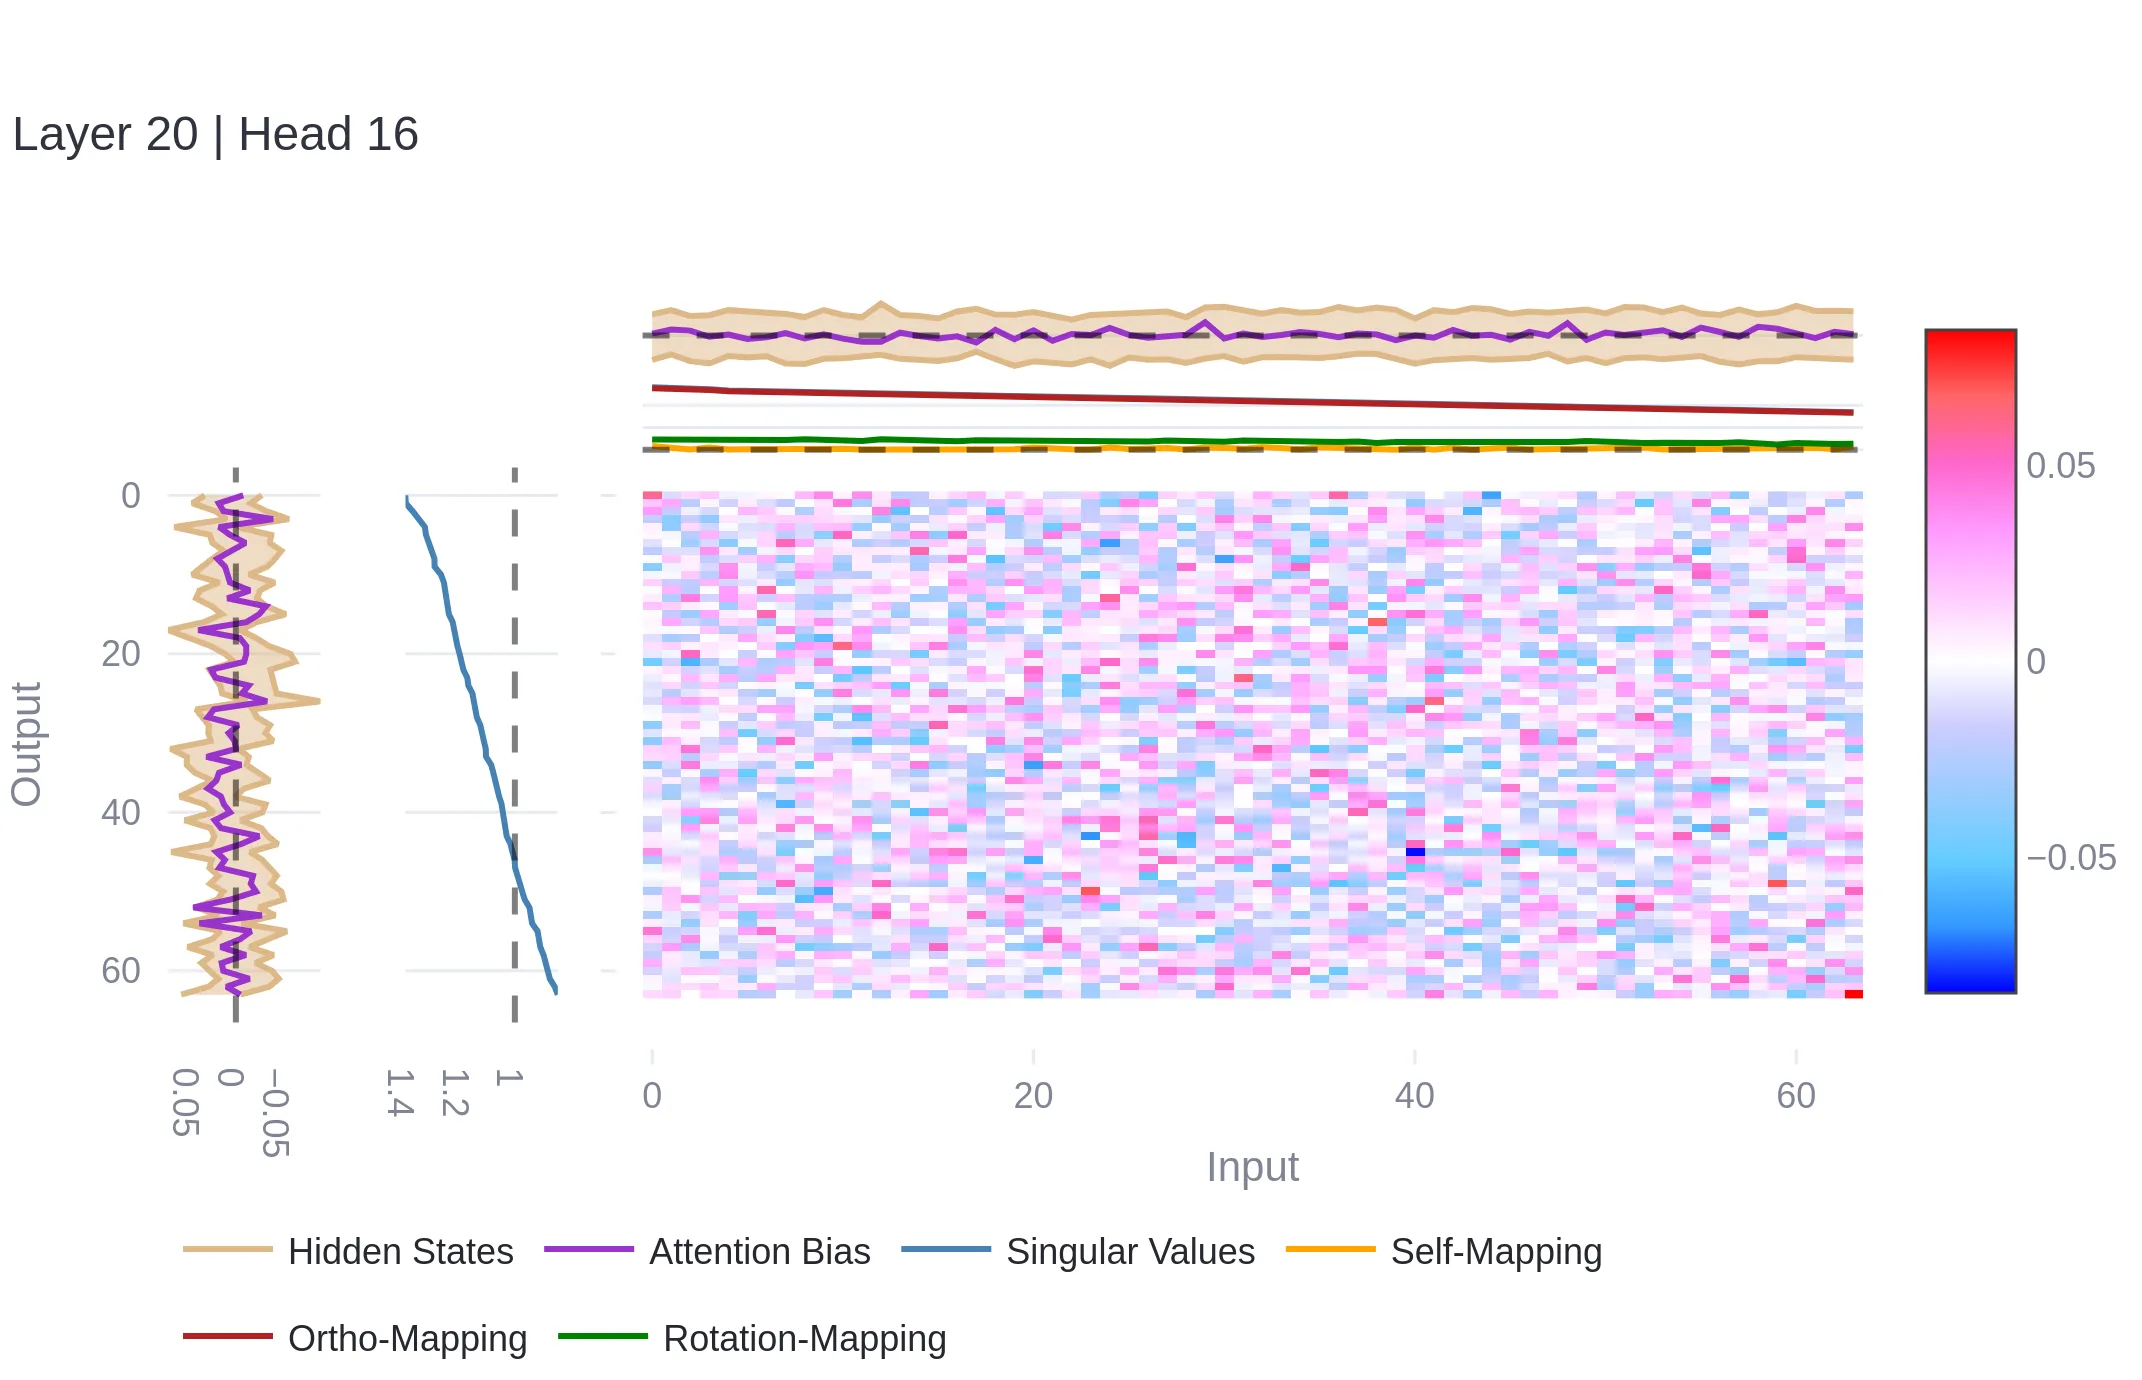 Layer 20 | Head 16
0
20
40
60
Output
0.05
0
−0.05
1.4
1.2
1
0
20
40
60
Input
0.05
0
−0.05
Hidden States
Attention Bias
Singular Values
Self-Mapping
Ortho-Mapping
Rotation-Mapping